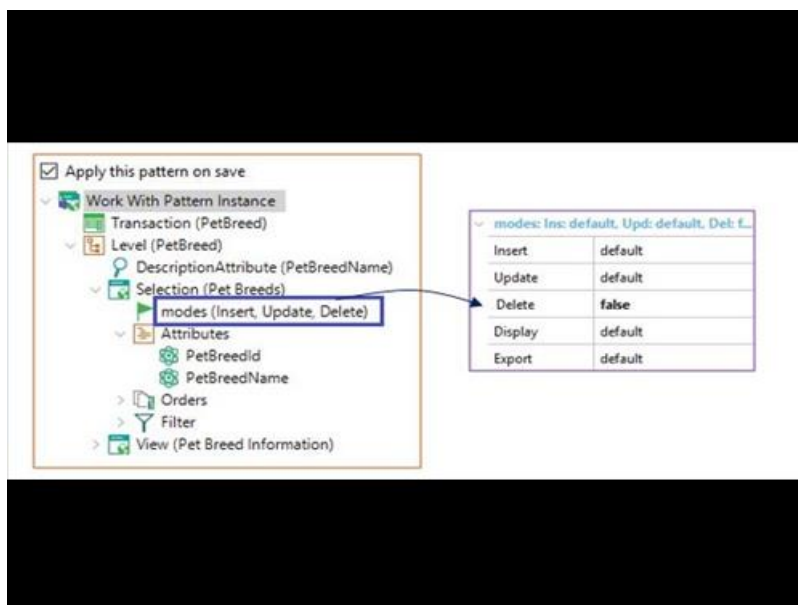 Apply this pattern on save
Work With Pattern Instance
Transaction (PetBreed)
Level (PetBreed)
DescriptionAttribute (PetBreedName)
Selection (Pet Breeds)
modes (Insert, Update, Delete)
Attributes
PetBreedId
PetBreedName
Orders
Filter
View (Pet Breed Information)
modes: Ins: default, Upd: default, Del: f...
Insert default
Update default
Delete false
Display default
Export default